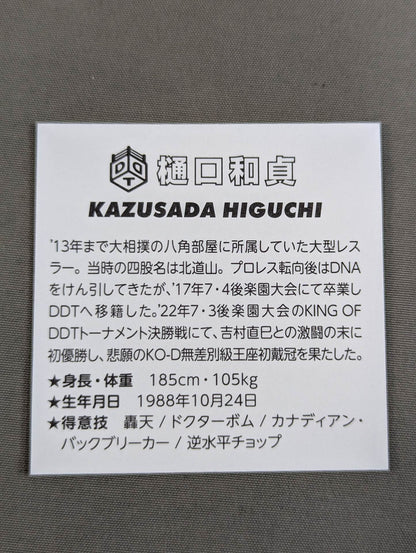 DDT
樋口和貞
KAZUSADA HIGUCHI
'13年まで大相撲の八角部屋に所属していた大型レス
ラー。当時の四股名は北道山。プロレス転向後はDNA
をけん引してきたが、'17年7・4後楽園大会にて卒業し
DDTへ移籍した。'22年7・3後楽園大会のKING OF
DDTトーナメント決勝戦にて、吉村直巳との激闘の末に
初優勝し、悲願のKO-D無差別級王座初戴冠を果たした。
★身長・体重 185cm・105kg
★生年月日 1988年10月24日
★得意技 轟天 / ドクターボム / カナディアン・
バックブリーカー / 逆水平チョップ